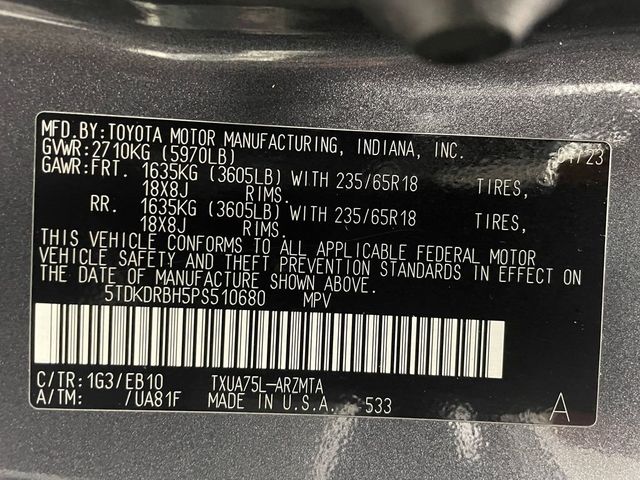 MFD.BY:TOYOTA MOTOR MANUFACTURING, INDIANA, INC.
GVWR:2710KG (5970LB)
GAWR:FRT. 1635KG (3605LB) WITH 235/65R18 TIRES,
18X8J RIMS.
RR. 1635KG (3605LB) WITH 235/65R18 TIRES,
18X8J RIMS.
THIS VEHICLE CONFORMS TO ALL APPLICABLE FEDERAL MOTOR
VEHICLE SAFETY AND THEFT PREVENTION STANDARDS IN EFFECT ON
THE DATE OF MANUFACTURE SHOWN ABOVE.
5TDKDRBH5PS510680 MPV
C/TR:1G3/EB10 TXUA75L-ARZMTA
A/TM: /UA81F MADE IN U.S.A. 533 A